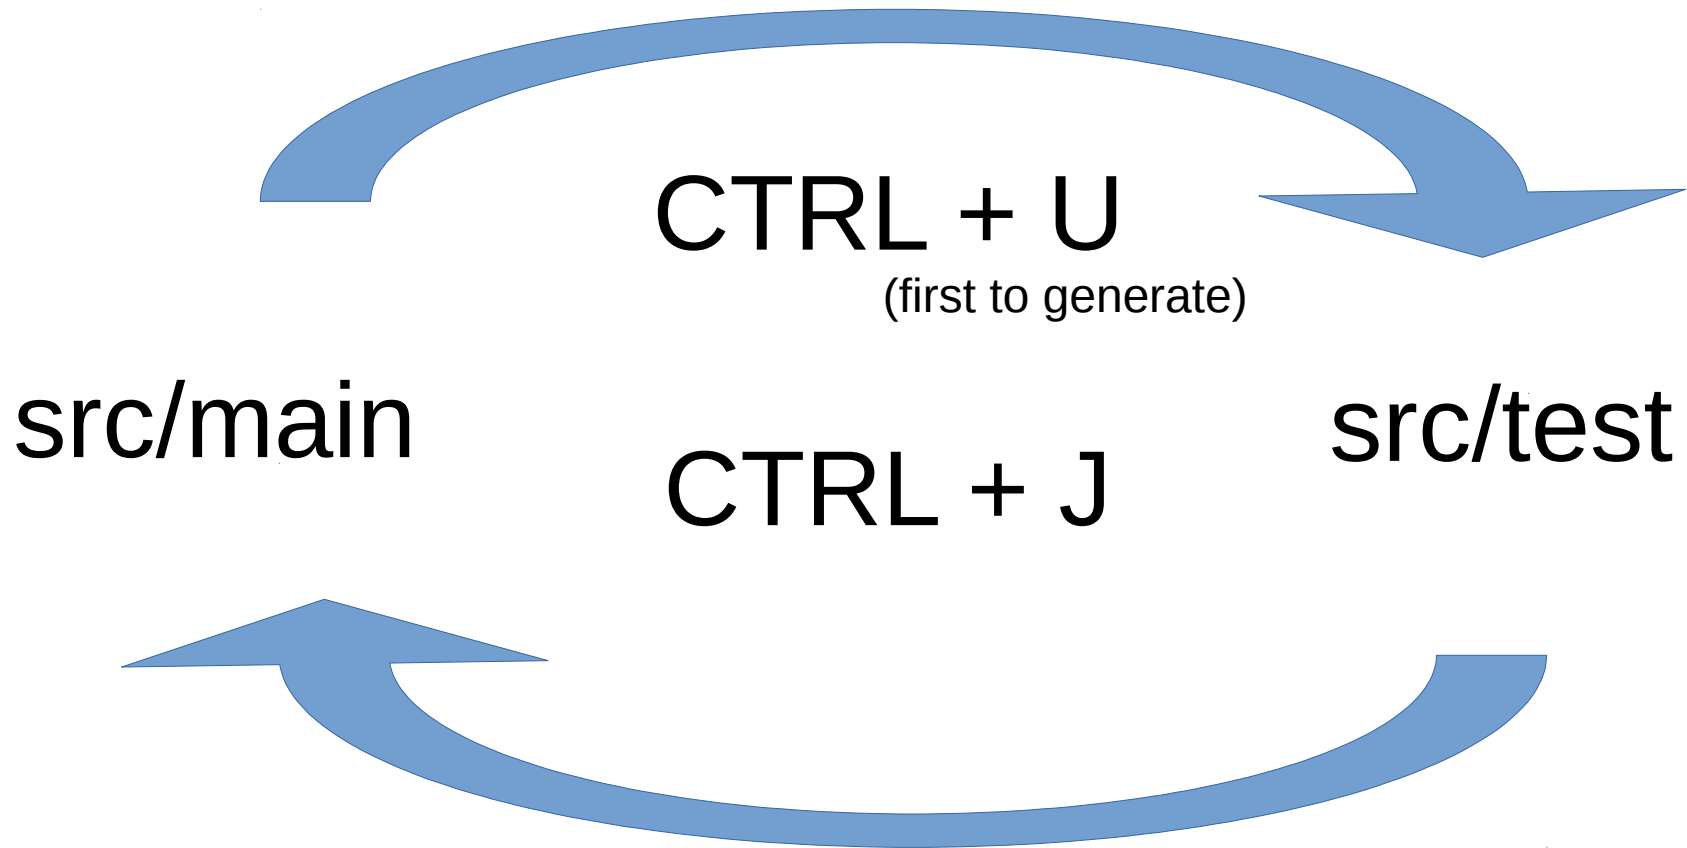 CTRL + U
(first to generate)
src/main
src/test
CTRL + J